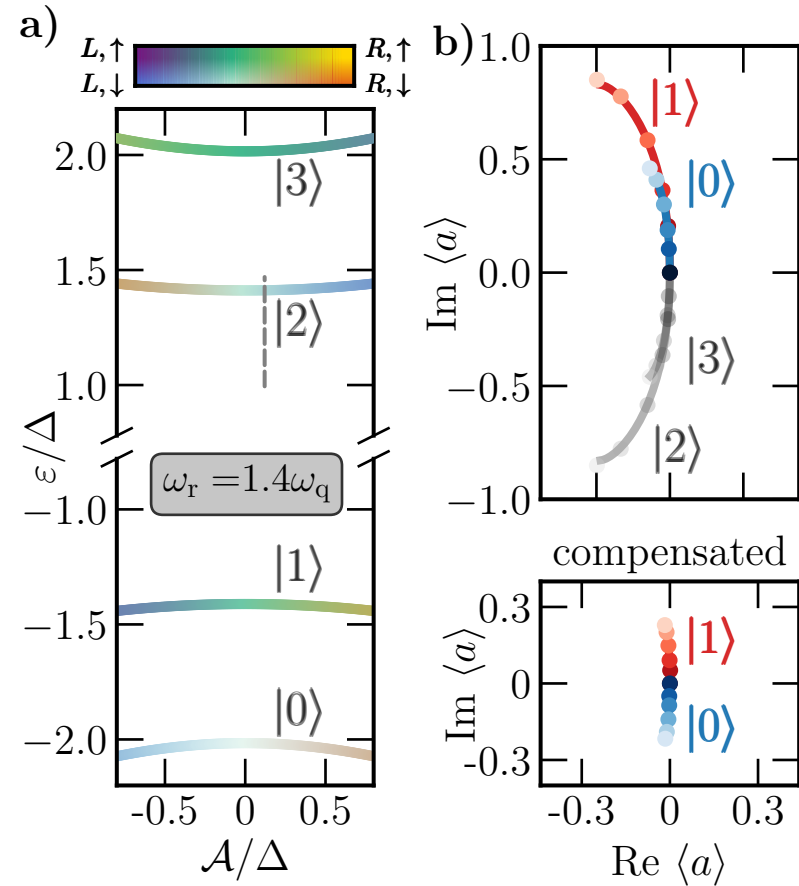 a)
L,↑ R,↑
L,↓ R,↓
2.0
1.5
1.0
−1.0
−1.5
−2.0
ε/Δ
|3⟩
|2⟩
ω_r =1.4ω_q
|1⟩
|0⟩
-0.5 0 0.5
𝒜/Δ
b)
1.0
0.5
0.0
−0.5
−1.0
Im ⟨a⟩
|1⟩
|0⟩
|3⟩
|2⟩
compensated
0.3
0
-0.3
Im ⟨a⟩
|1⟩
|0⟩
-0.3 0 0.3
Re ⟨a⟩